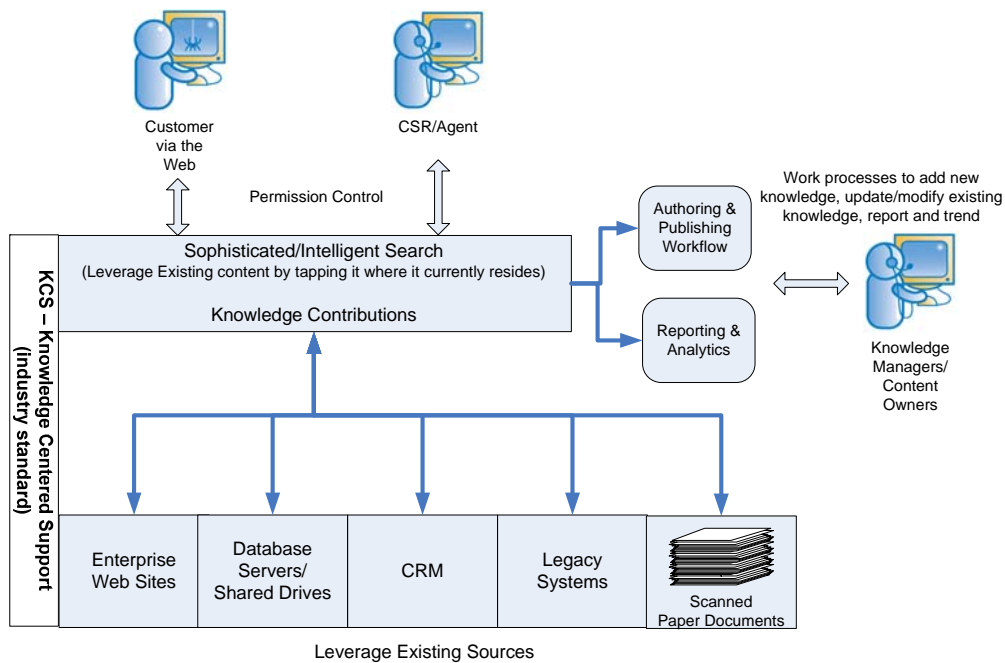 Customer
via the
Web
CSR/Agent
Permission Control
Work processes to add new
knowledge, update/modify existing
knowledge, report and trend
Authoring &
Publishing
Workflow
Sophisticated/Intelligent Search
(Leverage Existing content by tapping it where it currently resides)
Knowledge Contributions
Reporting &
Analytics
Knowledge
Managers/
Content
Owners
KCS – Knowledge Centered Support
(industry standard)
Enterprise
Web Sites
Database
Servers/
Shared Drives
CRM
Legacy
Systems
Scanned
Paper Documents
Leverage Existing Sources